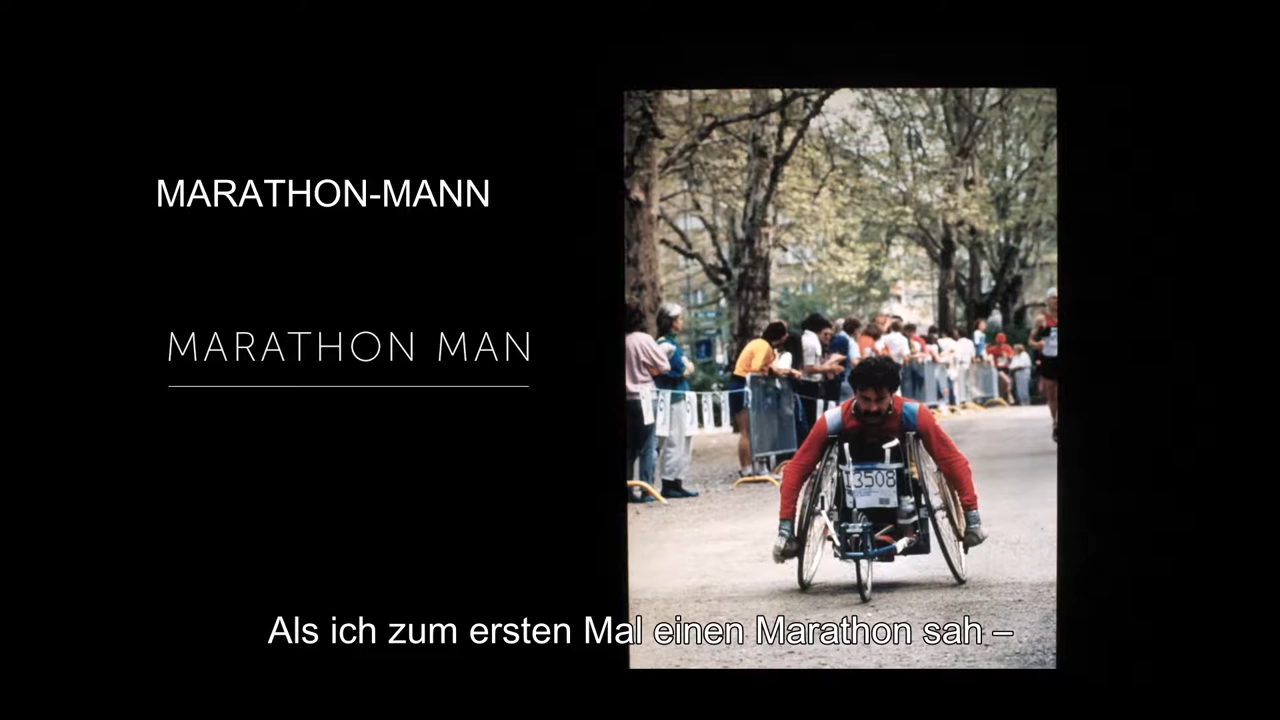 MARATHON-MANN
MARATHON MAN
13508
Als ich zum ersten Mal einen Marathon sah –